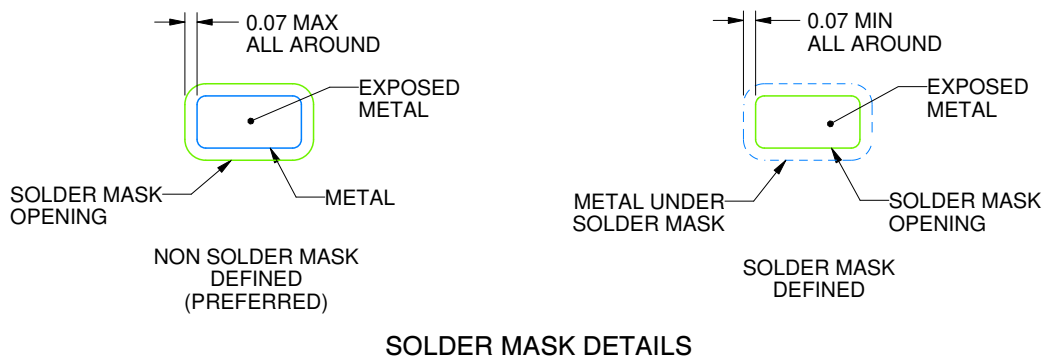 0.07 MAX
ALL AROUND
EXPOSED
METAL
SOLDER MASK
OPENING
METAL
NON SOLDER MASK
DEFINED
(PREFERRED)
0.07 MIN
ALL AROUND
EXPOSED
METAL
METAL UNDER
SOLDER MASK
SOLDER MASK
OPENING
SOLDER MASK
DEFINED
SOLDER MASK DETAILS